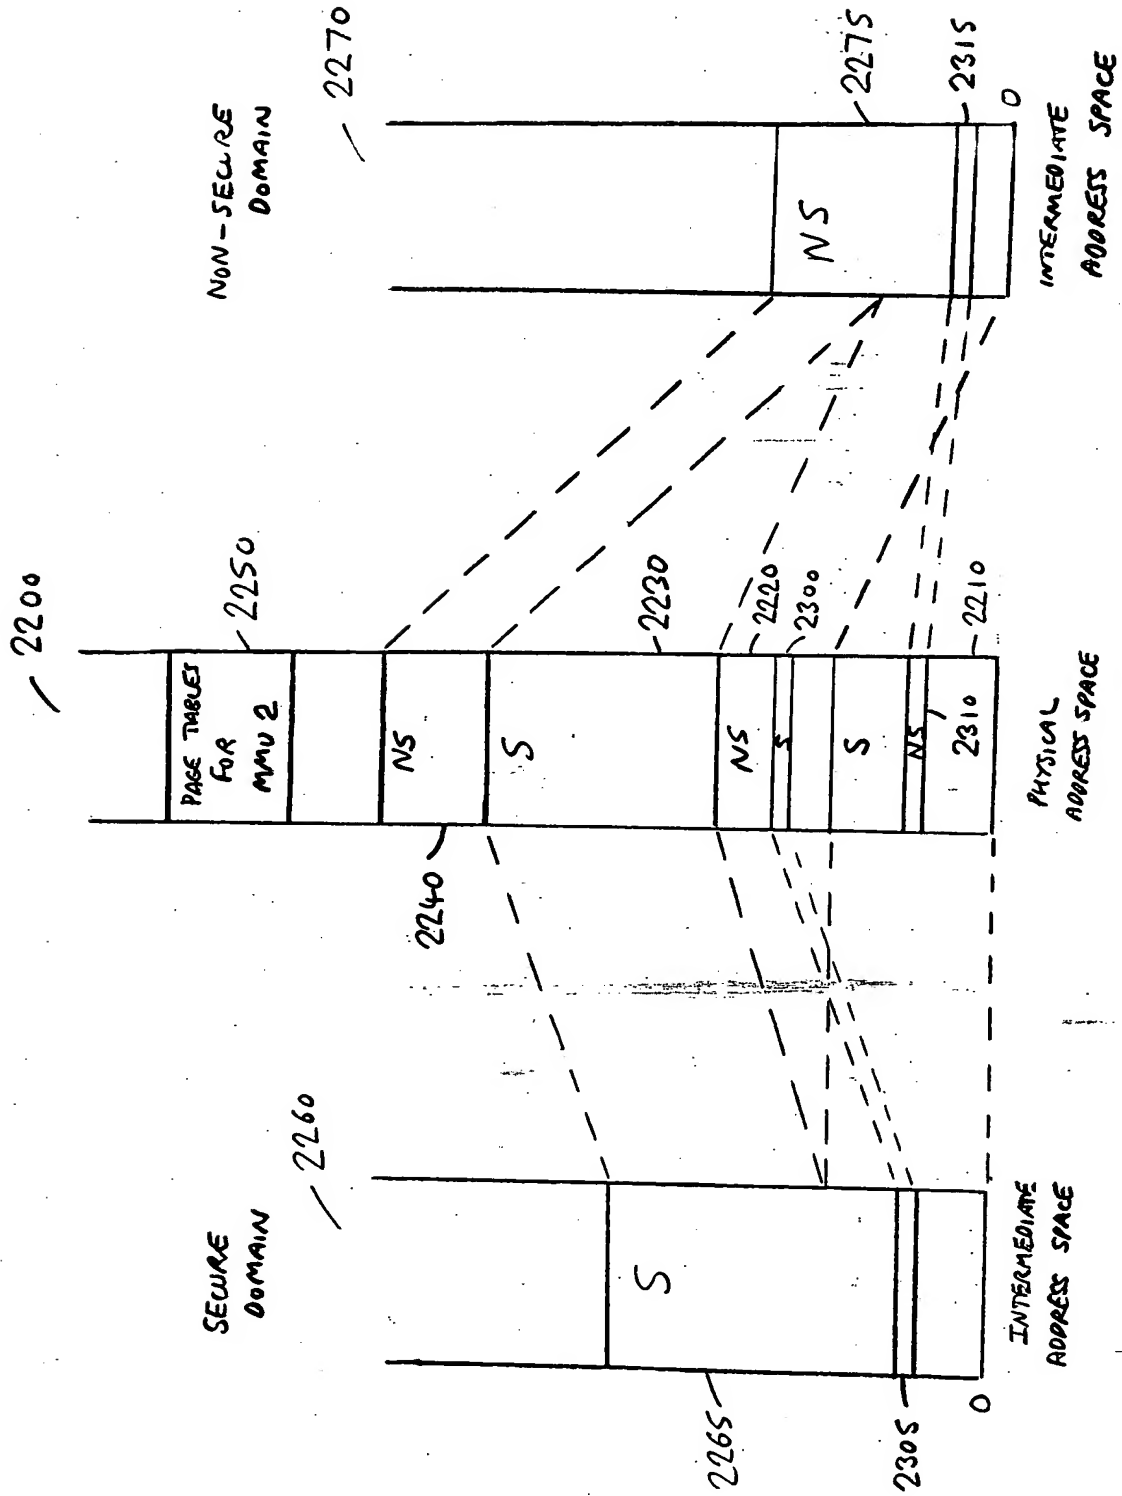 2200
SECURE
DOMAIN
2260
NON-SECURE
DOMAIN
2270
PAGE TABLES
FOR
MMU 2
2250
2240
NS
S
2230
S
2265
NS
2220
S
2300
S
NS
2310
2210
NS
2275
2305
2315
0
0
INTERMEDIATE
ADDRESS SPACE
PHYSICAL
ADDRESS SPACE
INTERMEDIATE
ADDRESS SPACE